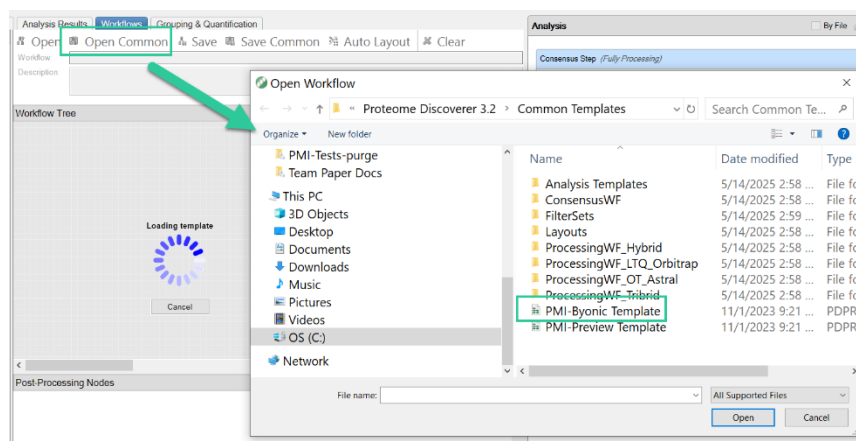 Analysis Results Workflows Grouping & Quantification
Open Open Common Save Save Common Auto Layout Clear
Workflow:
Description:
Workflow Tree
Loading template
Cancel
Post-Processing Nodes
Analysis By File
Consensus Step (Fully Processing)
Open Workflow
« Proteome Discoverer 3.2 › Common Templates Search Common Te...
Organize New folder
PMI-Tests-purge
Team Paper Docs
This PC
3D Objects
Desktop
Documents
Downloads
Music
Pictures
Videos
OS (C:)
Network
Name Date modified Type
Analysis Templates 5/14/2025 2:58 ... File fo
ConsensusWF 5/14/2025 2:58 ... File fo
FilterSets 5/14/2025 2:59 ... File fo
Layouts 5/14/2025 2:58 ... File fo
ProcessingWF_Hybrid 5/14/2025 2:58 ... File fo
ProcessingWF_LTQ_Orbitrap 5/14/2025 2:58 ... File fo
ProcessingWF_OT_Astral 5/14/2025 2:58 ... File fo
ProcessingWF_Tribrid 5/14/2025 2:58 ... File fo
PMI-Byonic Template 11/1/2023 9:21 ... PDPR
PMI-Preview Template 11/1/2023 9:21 ... PDPR
File name: All Supported Files
Open Cancel